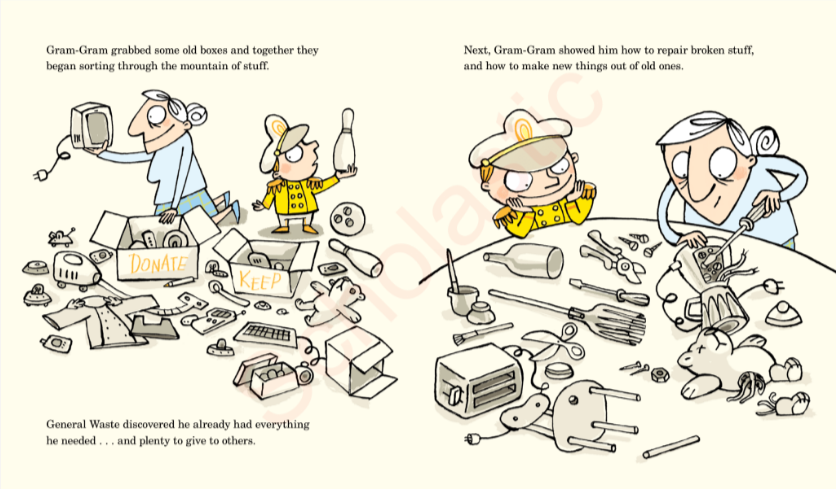 Gram-Gram grabbed some old boxes and together they
began sorting through the mountain of stuff.
DONATE
KEEP
General Waste discovered he already had everything
he needed . . . and plenty to give to others.
Next, Gram-Gram showed him how to repair broken stuff,
and how to make new things out of old ones.
Scholastic